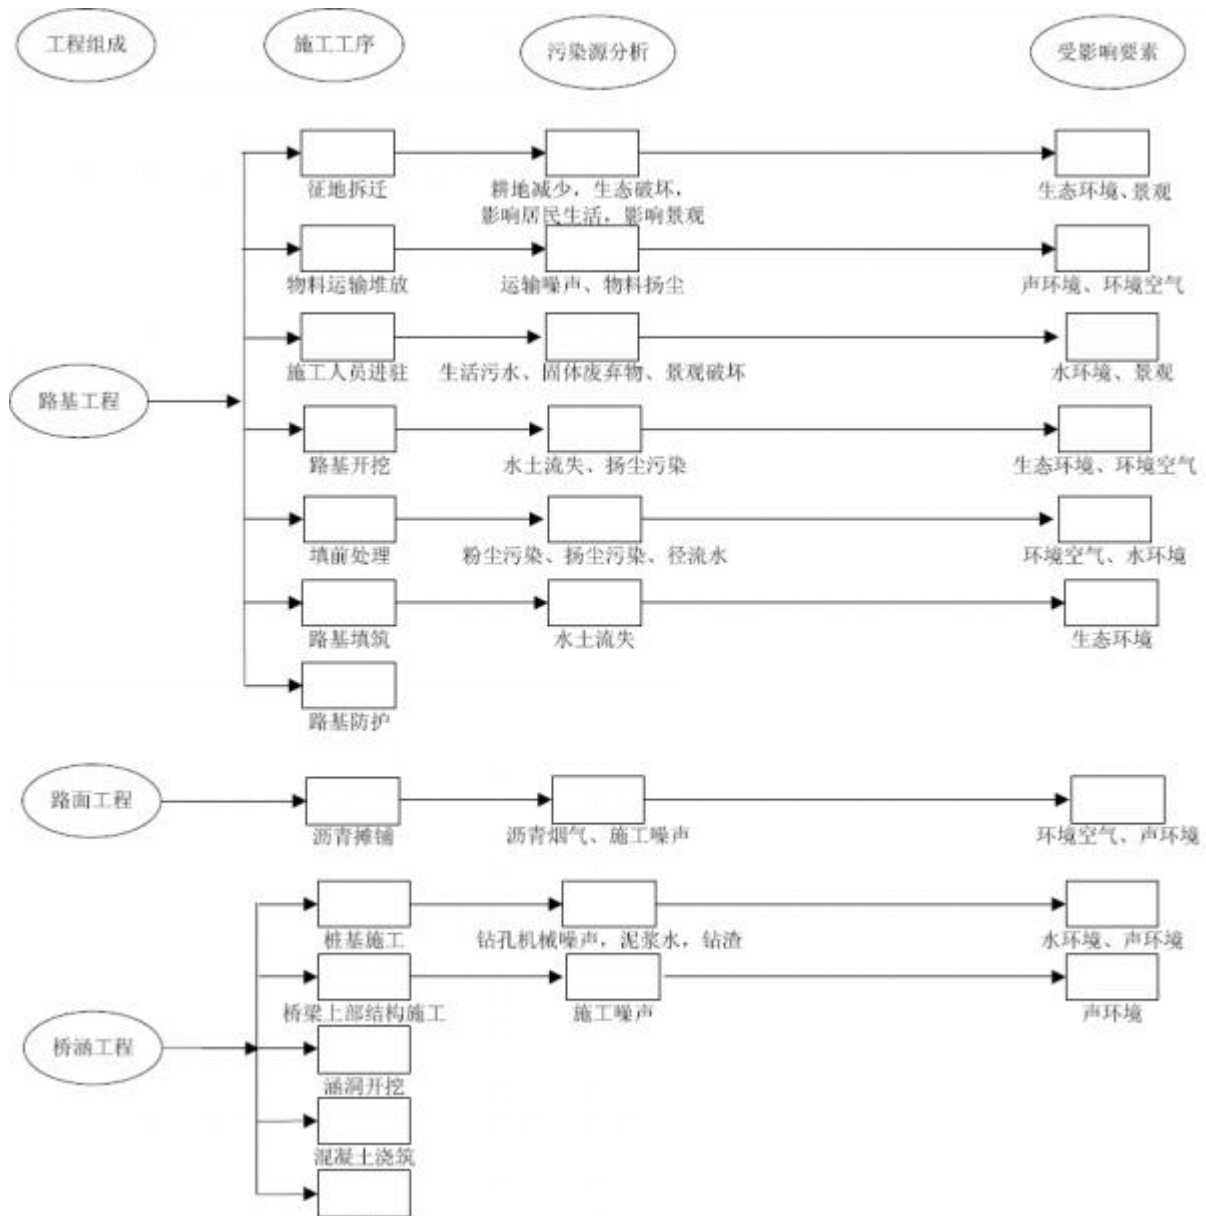 工程组成
施工工序
污染源分析
受影响要素
征地拆迁
耕地减少，生态破坏，
影响居民生活，影响景观
生态环境、景观
物料运输堆放
运输噪声、物料扬尘
声环境、环境空气
施工人员进驻
生活污水、固体废弃物、景观破坏
水环境、景观
路基工程
路基开挖
水土流失、扬尘污染
生态环境、环境空气
填前处理
粉尘污染、扬尘污染、径流水
环境空气、水环境
路基填筑
水土流失
生态环境
路基防护
路面工程
沥青摊铺
沥青烟气、施工噪声
环境空气、声环境
桩基施工
钻孔机械噪声，泥浆水，钻渣
水环境、声环境
桥梁上部结构施工
施工噪声
声环境
桥涵工程
涵洞开挖
混凝土浇筑